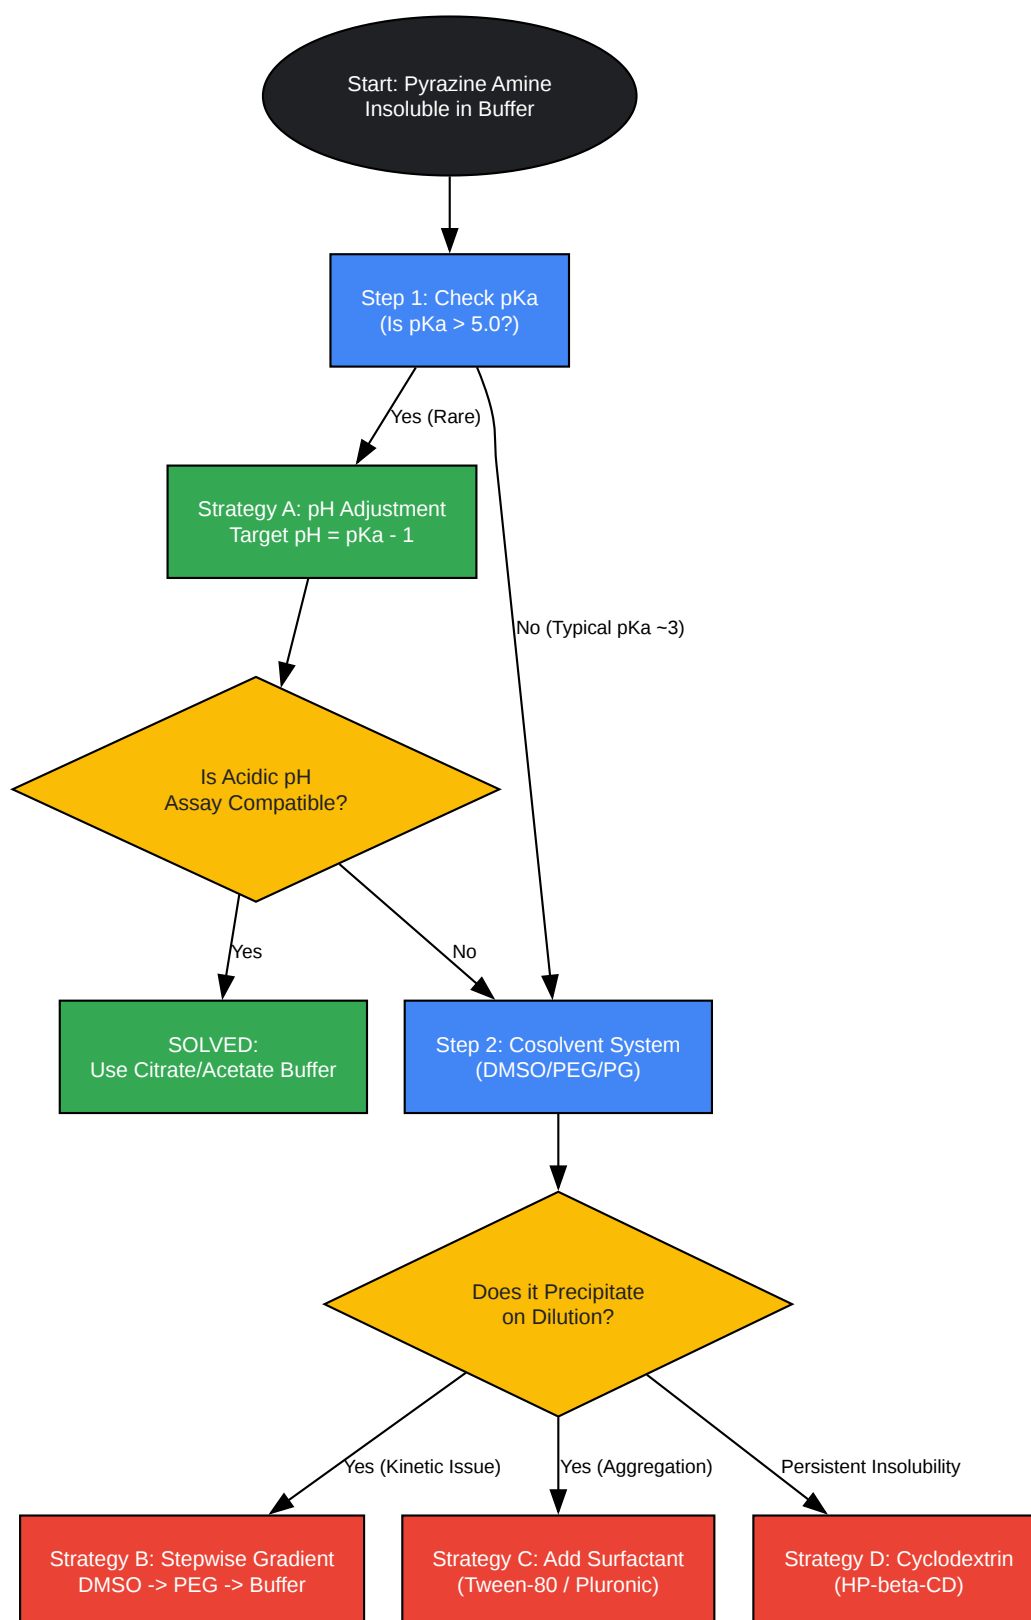 Start: Pyrazine Amine
Insoluble in Buffer
Step 1: Check pKa
(Is pKa > 5.0?)
Yes (Rare)
Strategy A: pH Adjustment
Target pH = pKa - 1
No (Typical pKa ~3)
Is Acidic pH
Assay Compatible?
Yes
No
SOLVED:
Use Citrate/Acetate Buffer
Step 2: Cosolvent System
(DMSO/PEG/PG)
Does it Precipitate
on Dilution?
Yes (Kinetic Issue)
Yes (Aggregation)
Persistent Insolubility
Strategy B: Stepwise Gradient
DMSO -> PEG -> Buffer
Strategy C: Add Surfactant
(Tween-80 / Pluronic)
Strategy D: Cyclodextrin
(HP-beta-CD)